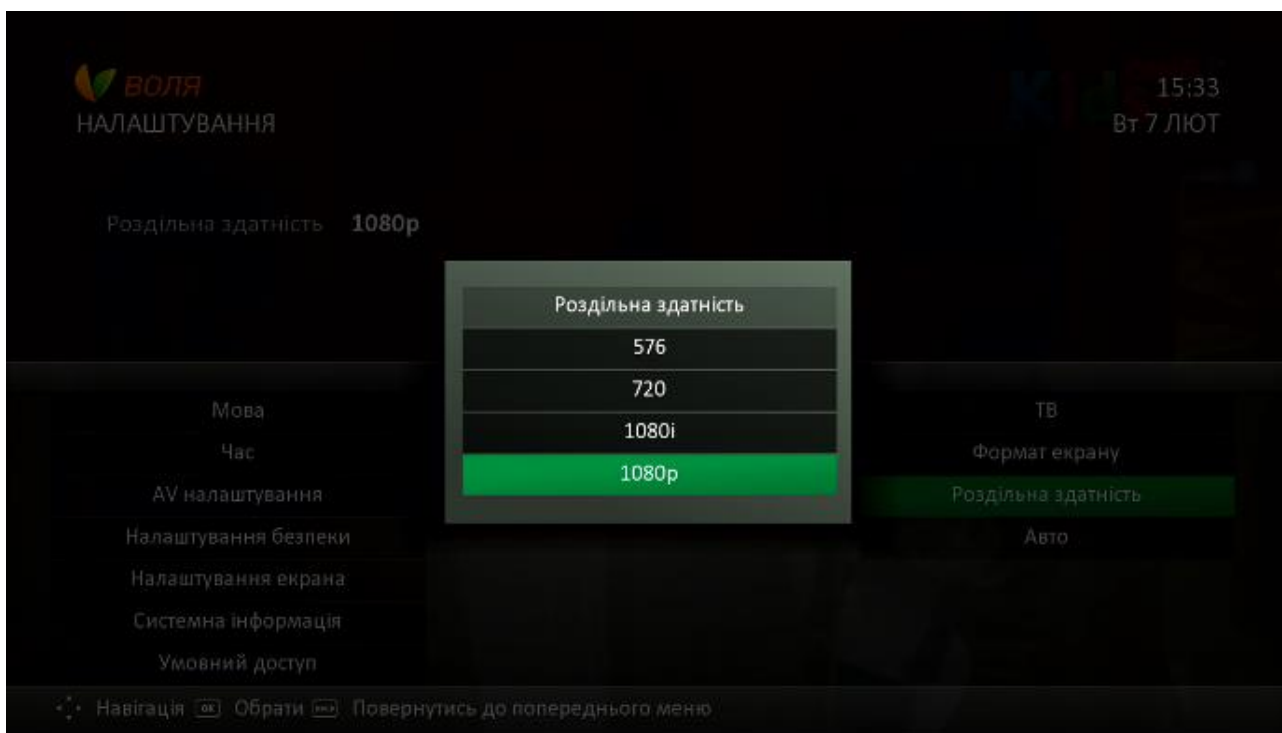 ВОЛЯ
НАЛАШТУВАННЯ
Kids
15:33
Вт 7 ЛЮТ
Роздільна здатність 1080p
Роздільна здатність
576
720
1080i
1080p
Мова
Час
AV налаштування
Налаштування безпеки
Налаштування екрана
Системна інформація
Умовний доступ
ТВ
Формат екрану
Роздільна здатність
Авто
Навігація OK Обрати Повернутись до попереднього меню